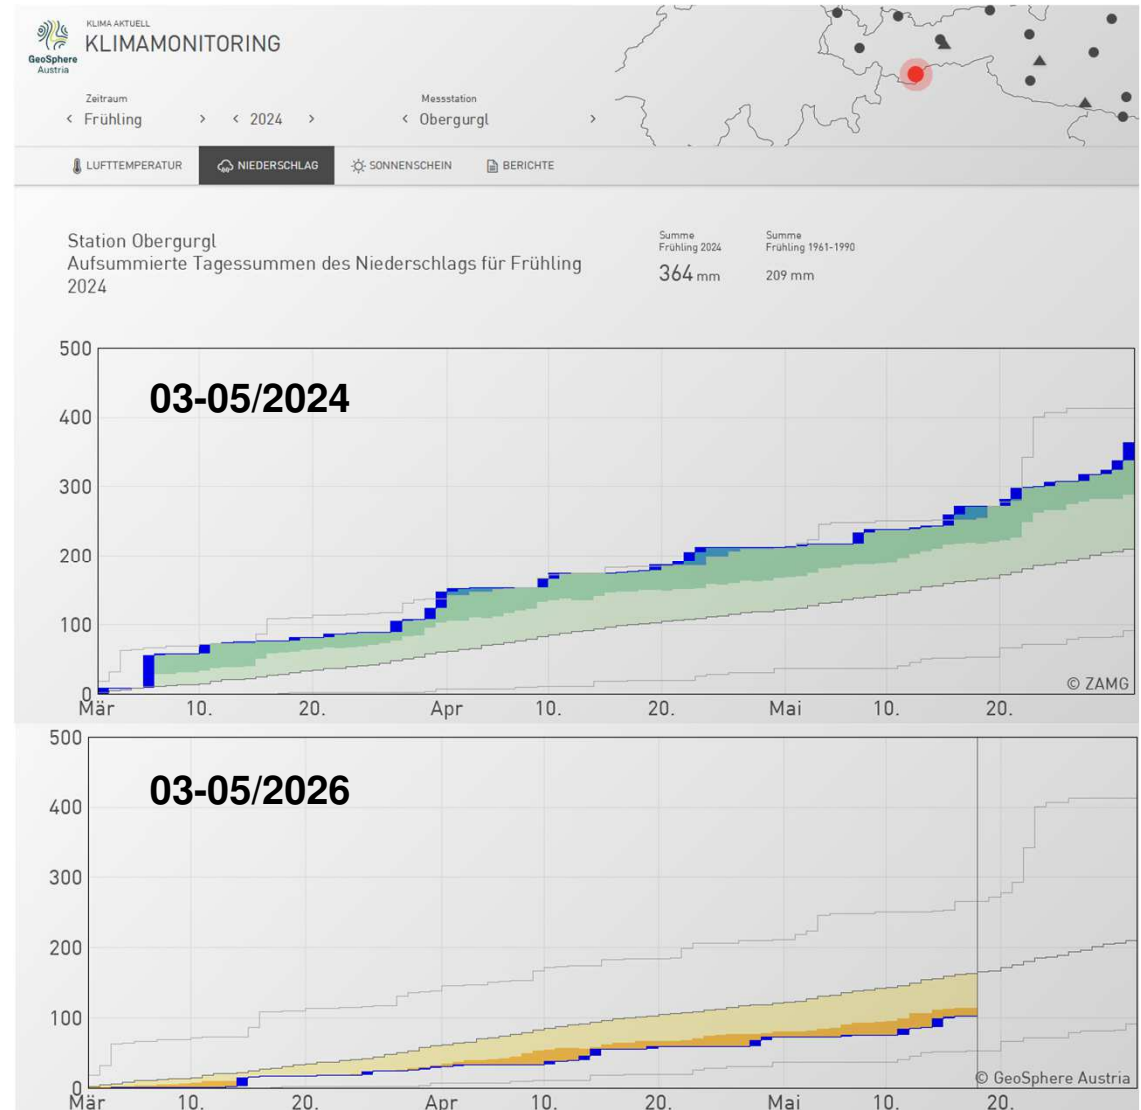 KLIMA AKTUELL
KLIMAMONITORING
GeoSphere
Austria
Zeitraum
Messstation
< Frühling > < 2024 > < Obergurgl >
LUFTTEMPERATUR NIEDERSCHLAG SONNENSCHEIN BERICHTE
Station Obergurgl
Aufsummierte Tagessummen des Niederschlags für Frühling
2024
Summe
Frühling 2024
364 mm
Summe
Frühling 1961-1990
209 mm
500
03-05/2024
400
300
200
100
0
© ZAMG
Mär 10. 20. Apr 10. 20. Mai 10. 20.
500
03-05/2026
400
300
200
100
0
© GeoSphere Austria
Mär 10. 20. Apr 10. 20. Mai 10. 20.